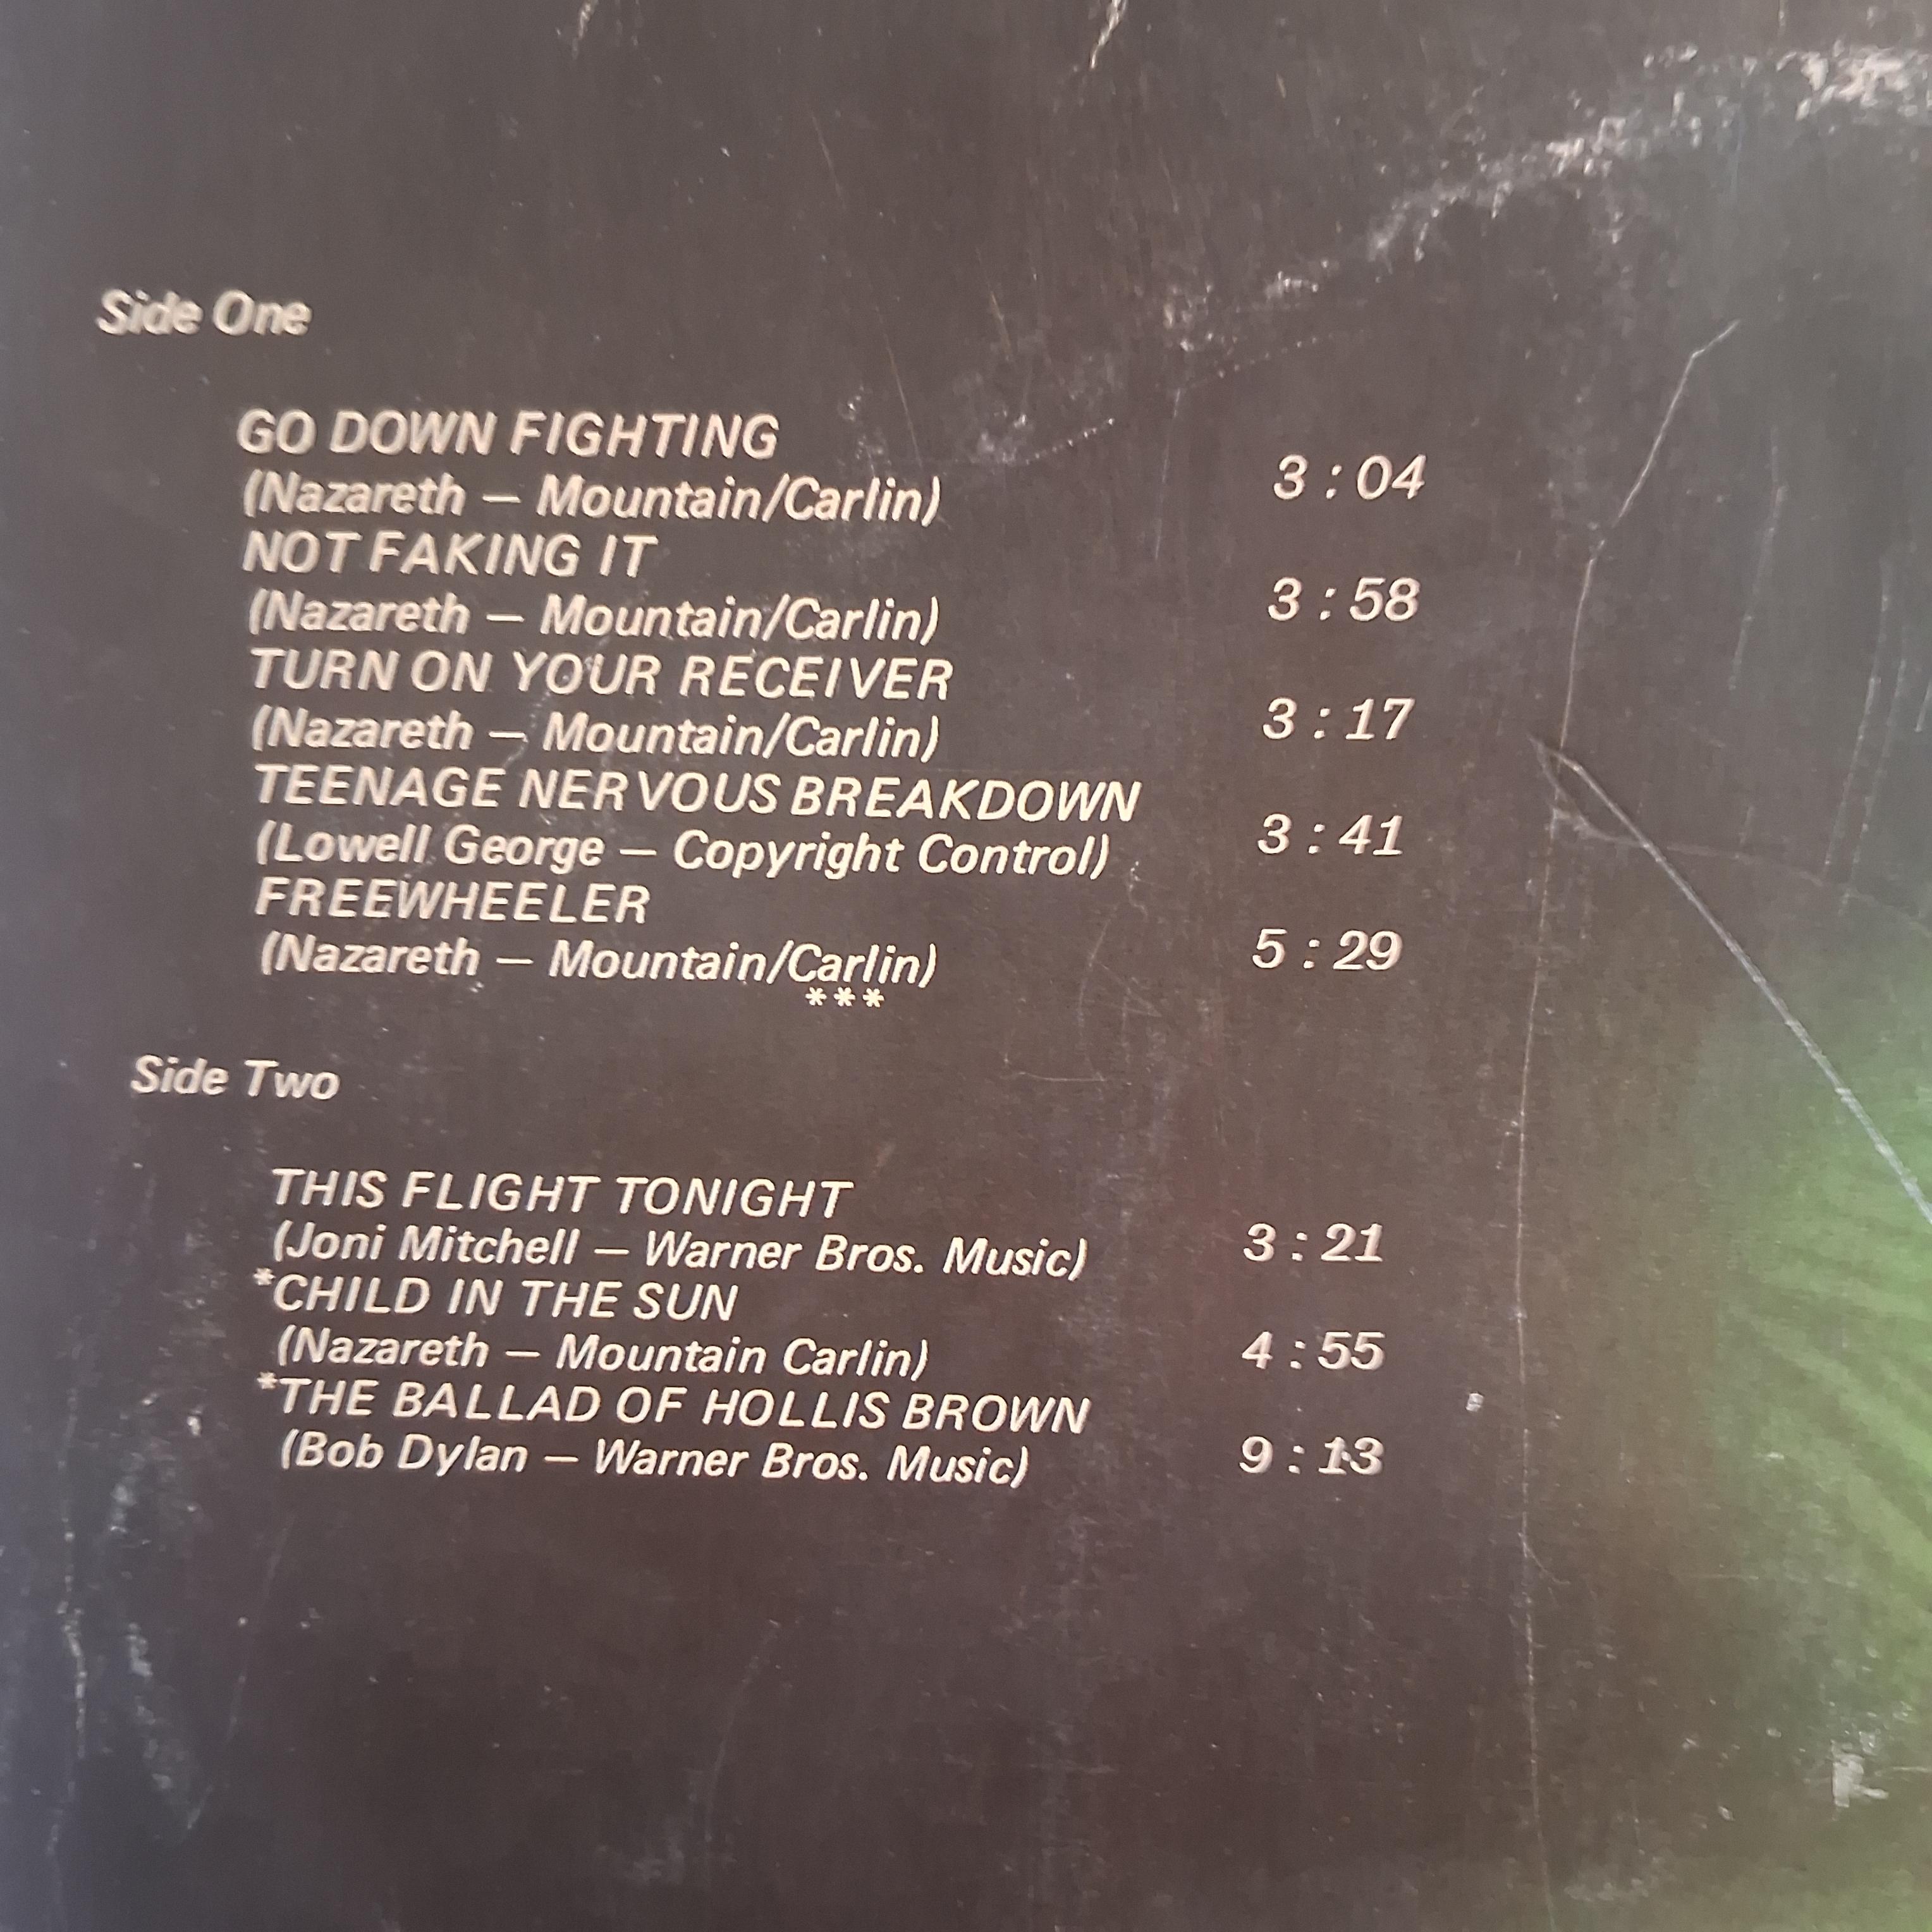 Side One
GO DOWN FIGHTING
(Nazareth — Mountain/Carlin) 3 : 04
NOT FAKING IT
(Nazareth — Mountain/Carlin) 3 : 58
TURN ON YOUR RECEIVER
(Nazareth — Mountain/Carlin) 3 : 17
TEENAGE NERVOUS BREAKDOWN
(Lowell George — Copyright Control) 3 : 41
FREEWHEELER
(Nazareth — Mountain/Carlin) 5 : 29
***
Side Two
THIS FLIGHT TONIGHT
(Joni Mitchell — Warner Bros. Music) 3 : 21
*CHILD IN THE SUN
(Nazareth — Mountain Carlin) 4 : 55
*THE BALLAD OF HOLLIS BROWN
(Bob Dylan — Warner Bros. Music) 9 : 13